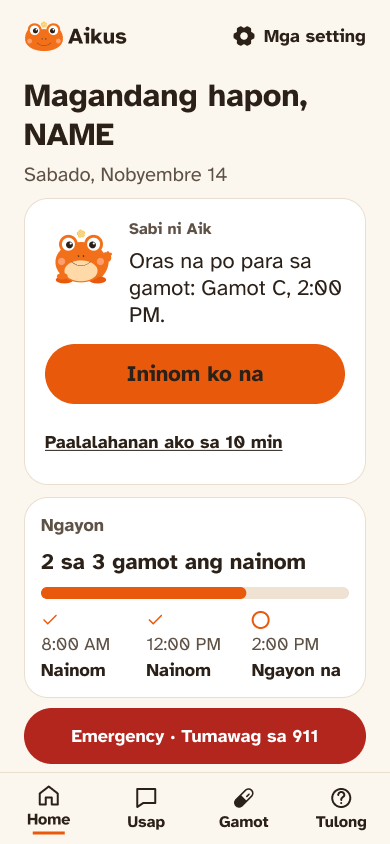 Aikus
Mga setting
Magandang hapon,
NAME
Sabado, Nobyembre 14
Sabi ni Aik
Oras na po para sa
gamot: Gamot C, 2:00
PM.
Ininom ko na
Paalalahanan ako sa 10 min
Ngayon
2 sa 3 gamot ang nainom
8:00 AM
12:00 PM
2:00 PM
Nainom
Nainom
Ngayon na
Emergency · Tumawag sa 911
Home
Usap
Gamot
Tulong